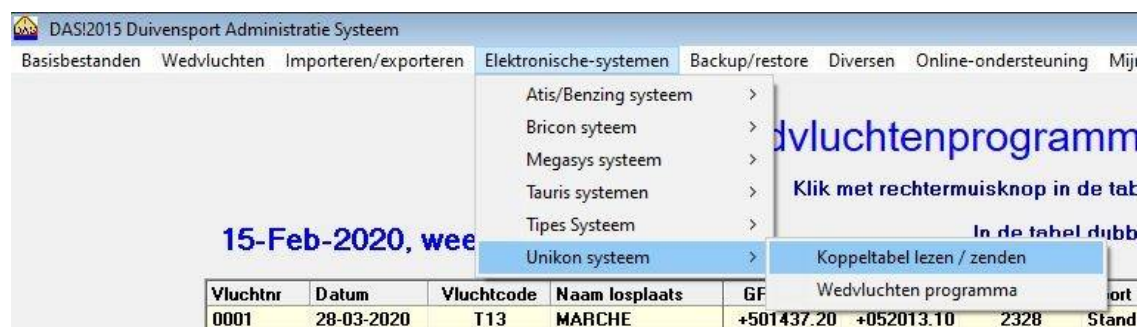 DAS!2015 Duivensport Administratie Systeem
Basisbestanden Wedvluchten Importeren/exporteren Elektronische-systemen Backup/restore Diversen Online-ondersteuning
Atis/Benzing systeem
Bricon syteem
Megasys systeem
Tauris systemen
Tipes Systeem
Unikon systeem
Koppeltabel lezen / zenden
Wedvluchten programma
Klik met rechtermuisknop in de
15-Feb-2020,
In de tabel
Vluchtnr Datum Vluchtcode Naam losplaats
0001 28-03-2020 T13 MARCHE +501437.20 +052013.10 2328